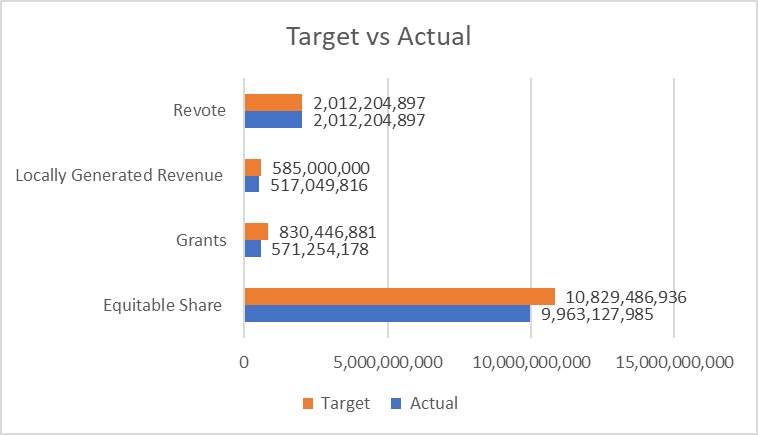 Target vs Actual
Revote
2,012,204,897
2,012,204,897
Locally Generated Revenue
585,000,000
517,049,816
Grants
830,446,881
571,254,178
Equitable Share
10,829,486,936
9,963,127,985
0 5,000,000,000 10,000,000,000 15,000,000,000
Target Actual